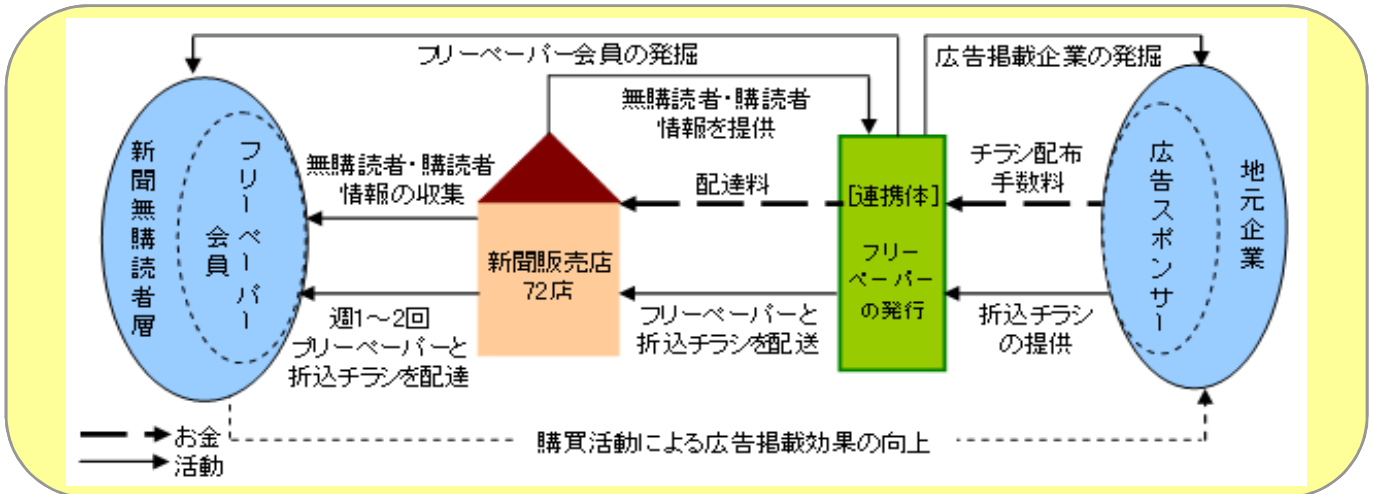 フリーペーパー会員の発掘
広告掲載企業の発掘
無購読者・購読者
情報を提供
新聞無購読者層
フリーペーパー
会員
無購読者・購読者
情報の収集
配達料
[連携体]
フリー
ペーパー
の発行
チラシ配布
手数料
広告スポンサー
地元企業
新聞販売店
72店
週1～2回
フリーペーパーと
折込チラシを配達
フリーペーパーと
折込チラシを配送
折込チラシ
の提供
お金
活動
購買活動による広告掲載効果の向上